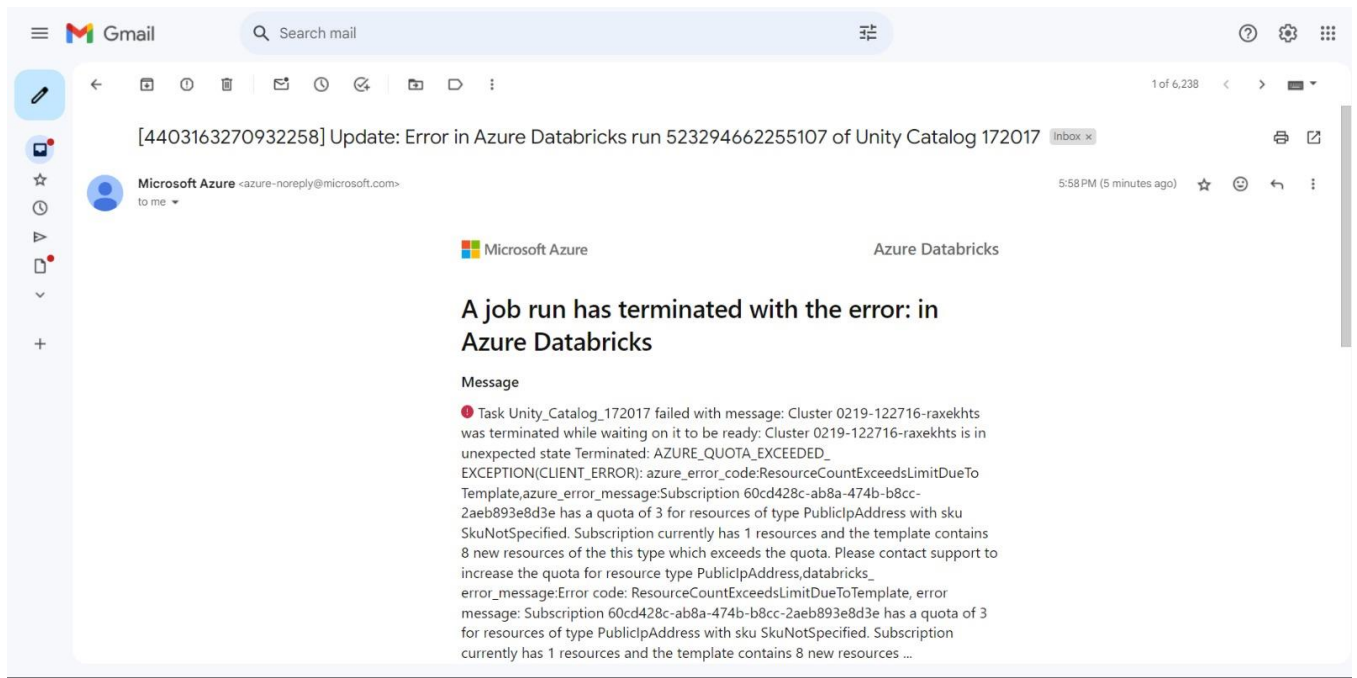 Gmail
Search mail
1 of 6,238
[4403163270932258] Update: Error in Azure Databricks run 523294662255107 of Unity Catalog 172017 Inbox ×
Microsoft Azure <azure-noreply@microsoft.com>
5:58 PM (5 minutes ago)
to me
Microsoft Azure
Azure Databricks
A job run has terminated with the error: in
Azure Databricks
Message
Task Unity_Catalog_172017 failed with message: Cluster 0219-122716-raxekhts
was terminated while waiting on it to be ready: Cluster 0219-122716-raxekhts is in
unexpected state Terminated: AZURE_QUOTA_EXCEEDED_
EXCEPTION(CLIENT_ERROR): azure_error_code:ResourceCountExceedsLimitDueTo
Template,azure_error_message:Subscription 60cd428c-ab8a-474b-b8cc-
2aeb893e8d3e has a quota of 3 for resources of type PublicIpAddress with sku
SkuNotSpecified. Subscription currently has 1 resources and the template contains
8 new resources of the this type which exceeds the quota. Please contact support to
increase the quota for resource type PublicIpAddress,databricks_
error_message:Error code: ResourceCountExceedsLimitDueToTemplate, error
message: Subscription 60cd428c-ab8a-474b-b8cc-2aeb893e8d3e has a quota of 3
for resources of type PublicIpAddress with sku SkuNotSpecified. Subscription
currently has 1 resources and the template contains 8 new resources ...